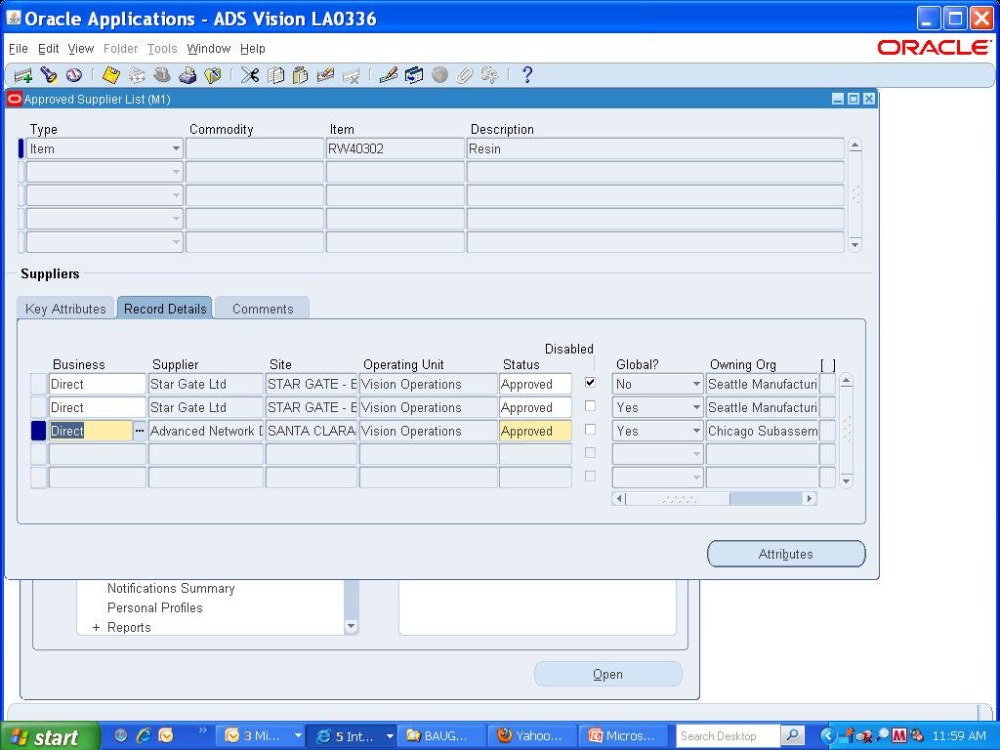 Oracle Applications - ADS Vision LA0336
File Edit View Folder Tools Window Help
ORACLE
Approved Supplier List (M1)
Type Commodity Item Description
Item RW40302 Resin
Suppliers
Key Attributes Record Details Comments
Disabled
Business Supplier Site Operating Unit Status Global? Owning Org [ ]
Direct Star Gate Ltd STAR GATE - E Vision Operations Approved No Seattle Manufacturi
Direct Star Gate Ltd STAR GATE - E Vision Operations Approved Yes Seattle Manufacturi
Direct ... Advanced Network D SANTA CLARA Vision Operations Approved Yes Chicago Subassem
Attributes
Notifications Summary
Personal Profiles
+ Reports
Open
start » 3 Mi... 5 Int... BAUG... Yahoo... Micros... Search Desktop 11:59 AM